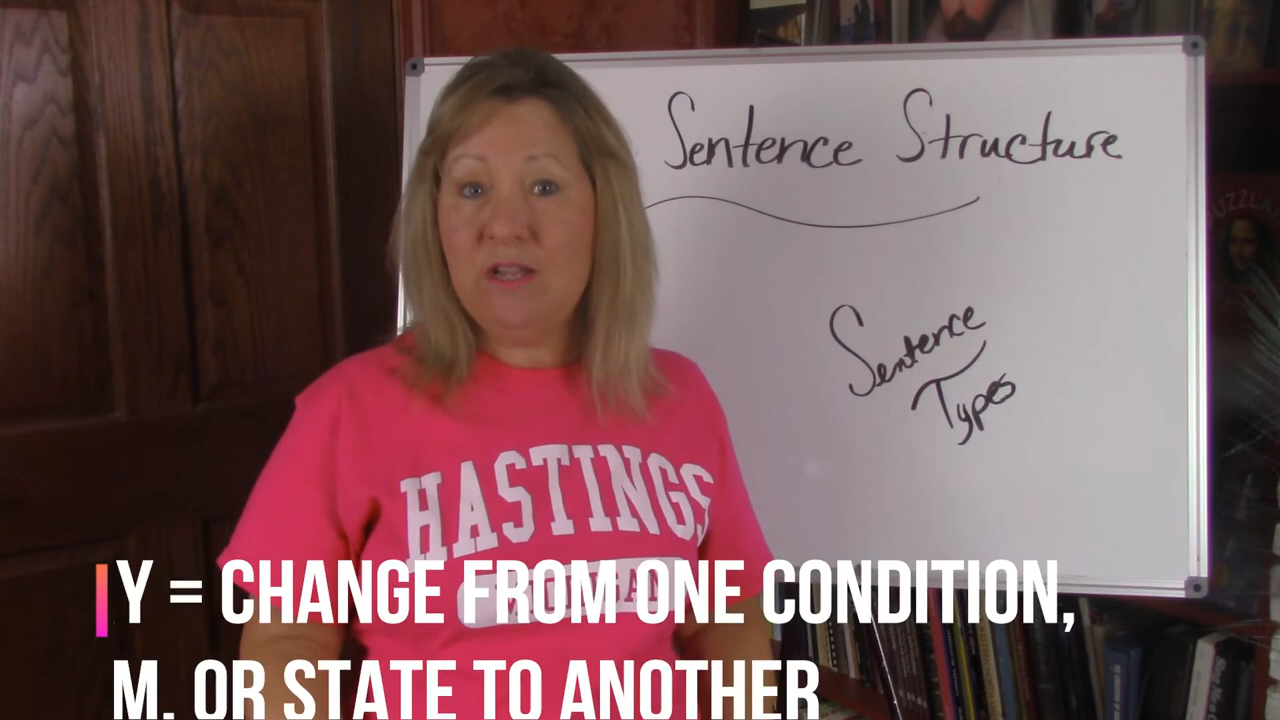 Sentence Structure
Sentence
Types
HASTINGS
Y = CHANGE FROM ONE CONDITION,
M, OR STATE TO ANOTHER